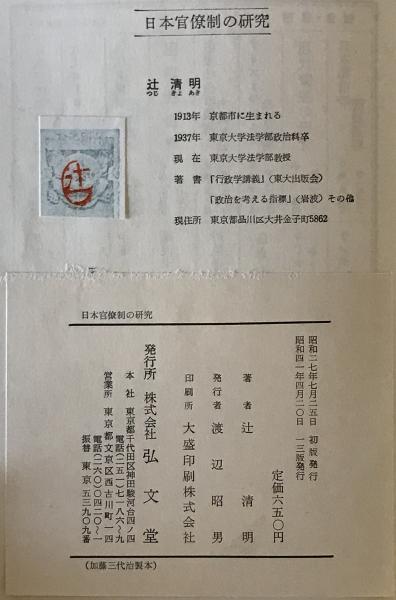 日本官僚制の研究
辻 清明
つじ きよ あき
1913年 京都市に生まれる
1937年 東京大学法学部政治科卒
現在 東京大学法学部教授
著書 『行政学講義』(東大出版会)
『政治を考える指標』(岩波)その他
現住所 東京都品川区大井金子町5862
辻
日本官僚制の研究
昭和二七年七月二五日 初版発行
昭和四一年四月二〇日 一三版発行
定価六五〇円
著者 辻 清明
発行者 渡辺昭男
印刷所 大盛印刷株式会社
発行所 株式会社 弘文堂
本社 東京都千代田区神田駿河台四ノ四
電話(二五一)七一八六〜九
営業所 東京都文京区西古川町一四
電話(二六〇)〇四二〇〜一
振替 東京 五三九〇九番
(加藤三代治製本)